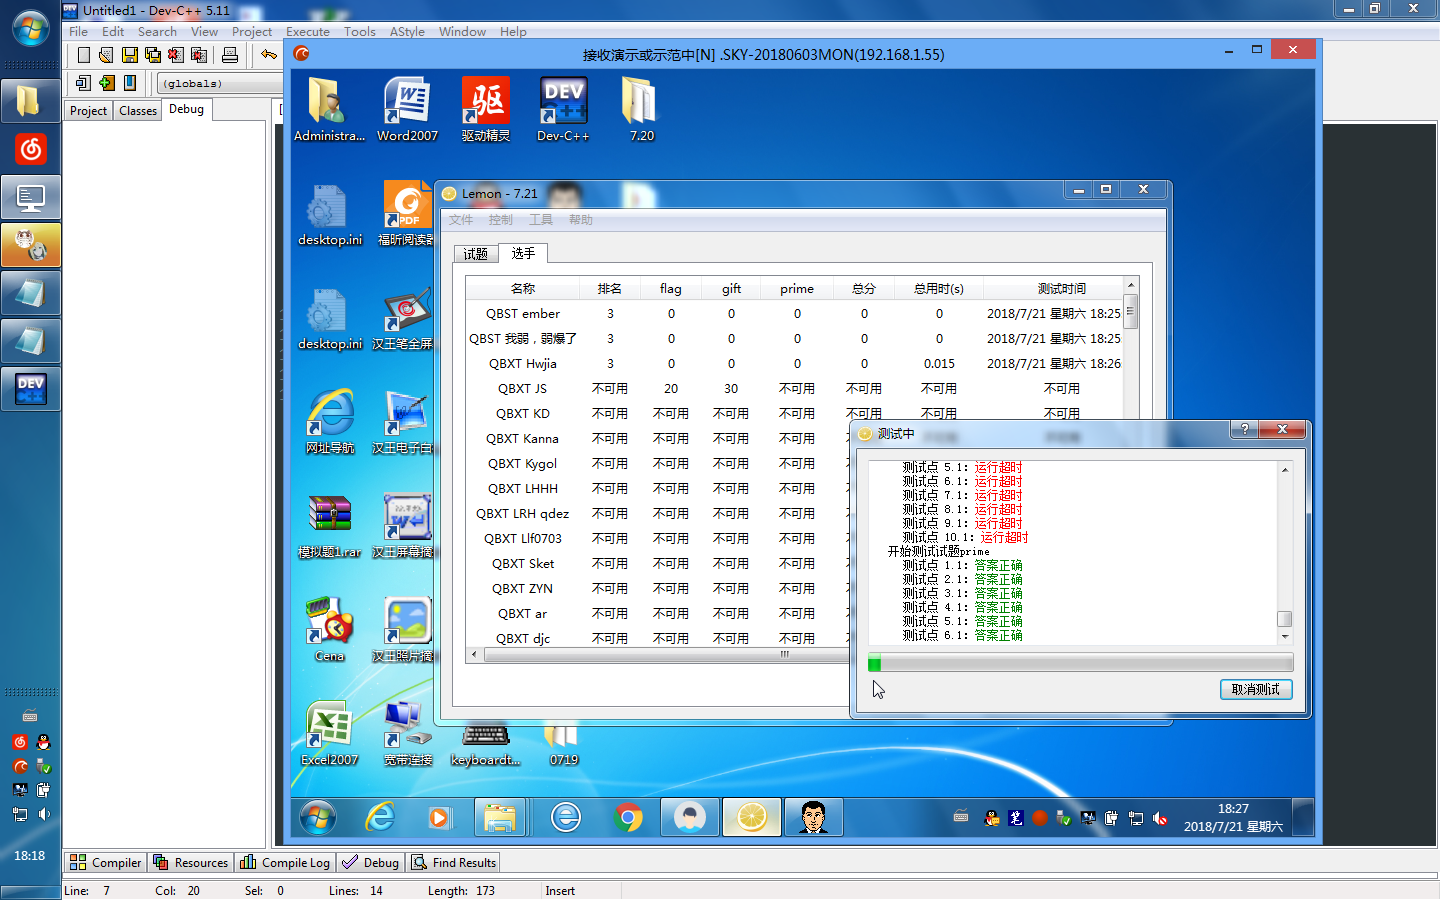 Untitled1 - Dev-C++ 5.11
File Edit Search View Project Execute Tools AStyle Window Help
接收演示或示范中[N] .SKY-20180603MON(192.168.1.55)
(globals)
Project Classes Debug
Administra... Word2007 驱动精灵 Dev-C++ 7.20
desktop.ini 福昕阅读器
desktop.ini 汉王笔全屏
网址导航 汉王电子白
模拟题1.rar 汉王屏幕摘
Cena 汉王照片摘
Excel2007 宽带连接 keyboardt... 0719
Lemon - 7.21
文件 控制 工具 帮助
试题 选手
名称 排名 flag gift prime 总分 总用时(s) 测试时间
QBST ember 3 0 0 0 0 0 2018/7/21 星期六 18:25
QBST 我弱，弱爆了 3 0 0 0 0 0 2018/7/21 星期六 18:25
QBXT Hwjia 3 0 0 0 0 0.015 2018/7/21 星期六 18:26
QBXT JS 不可用 20 30 不可用 不可用 不可用 不可用
QBXT KD 不可用 不可用 不可用 不可用 不可用 不可用 不可用
QBXT Kanna 不可用 不可用 不可用 不可用
QBXT Kygol 不可用 不可用 不可用 不可用
QBXT LHHH 不可用 不可用 不可用 不可用
QBXT LRH qdez 不可用 不可用 不可用 不可用
QBXT Llf0703 不可用 不可用 不可用 不可用
QBXT Sket 不可用 不可用 不可用 不可用
QBXT ZYN 不可用 不可用 不可用 不可用
QBXT ar 不可用 不可用 不可用 不可用
QBXT djc 不可用 不可用 不可用 不可用
测试中
测试点 5.1: 运行超时
测试点 6.1: 运行超时
测试点 7.1: 运行超时
测试点 8.1: 运行超时
测试点 9.1: 运行超时
测试点 10.1: 运行超时
开始测试试题prime
测试点 1.1: 答案正确
测试点 2.1: 答案正确
测试点 3.1: 答案正确
测试点 4.1: 答案正确
测试点 5.1: 答案正确
测试点 6.1: 答案正确
取消测试
18:27
2018/7/21 星期六
18:18
Compiler Resources Compile Log Debug Find Results
Line: 7 Col: 20 Sel: 0 Lines: 14 Length: 173 Insert